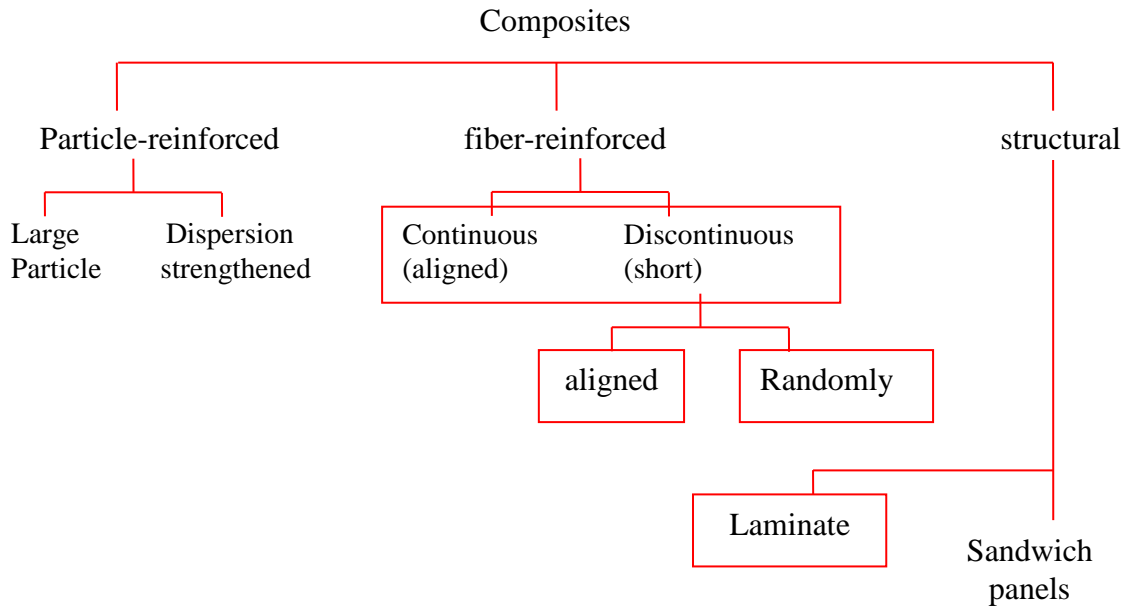 Composites
Particle-reinforced
fiber-reinforced
structural
Large
Particle
Dispersion
strengthened
Continuous
(aligned)
Discontinuous
(short)
aligned
Randomly
Laminate
Sandwich
panels